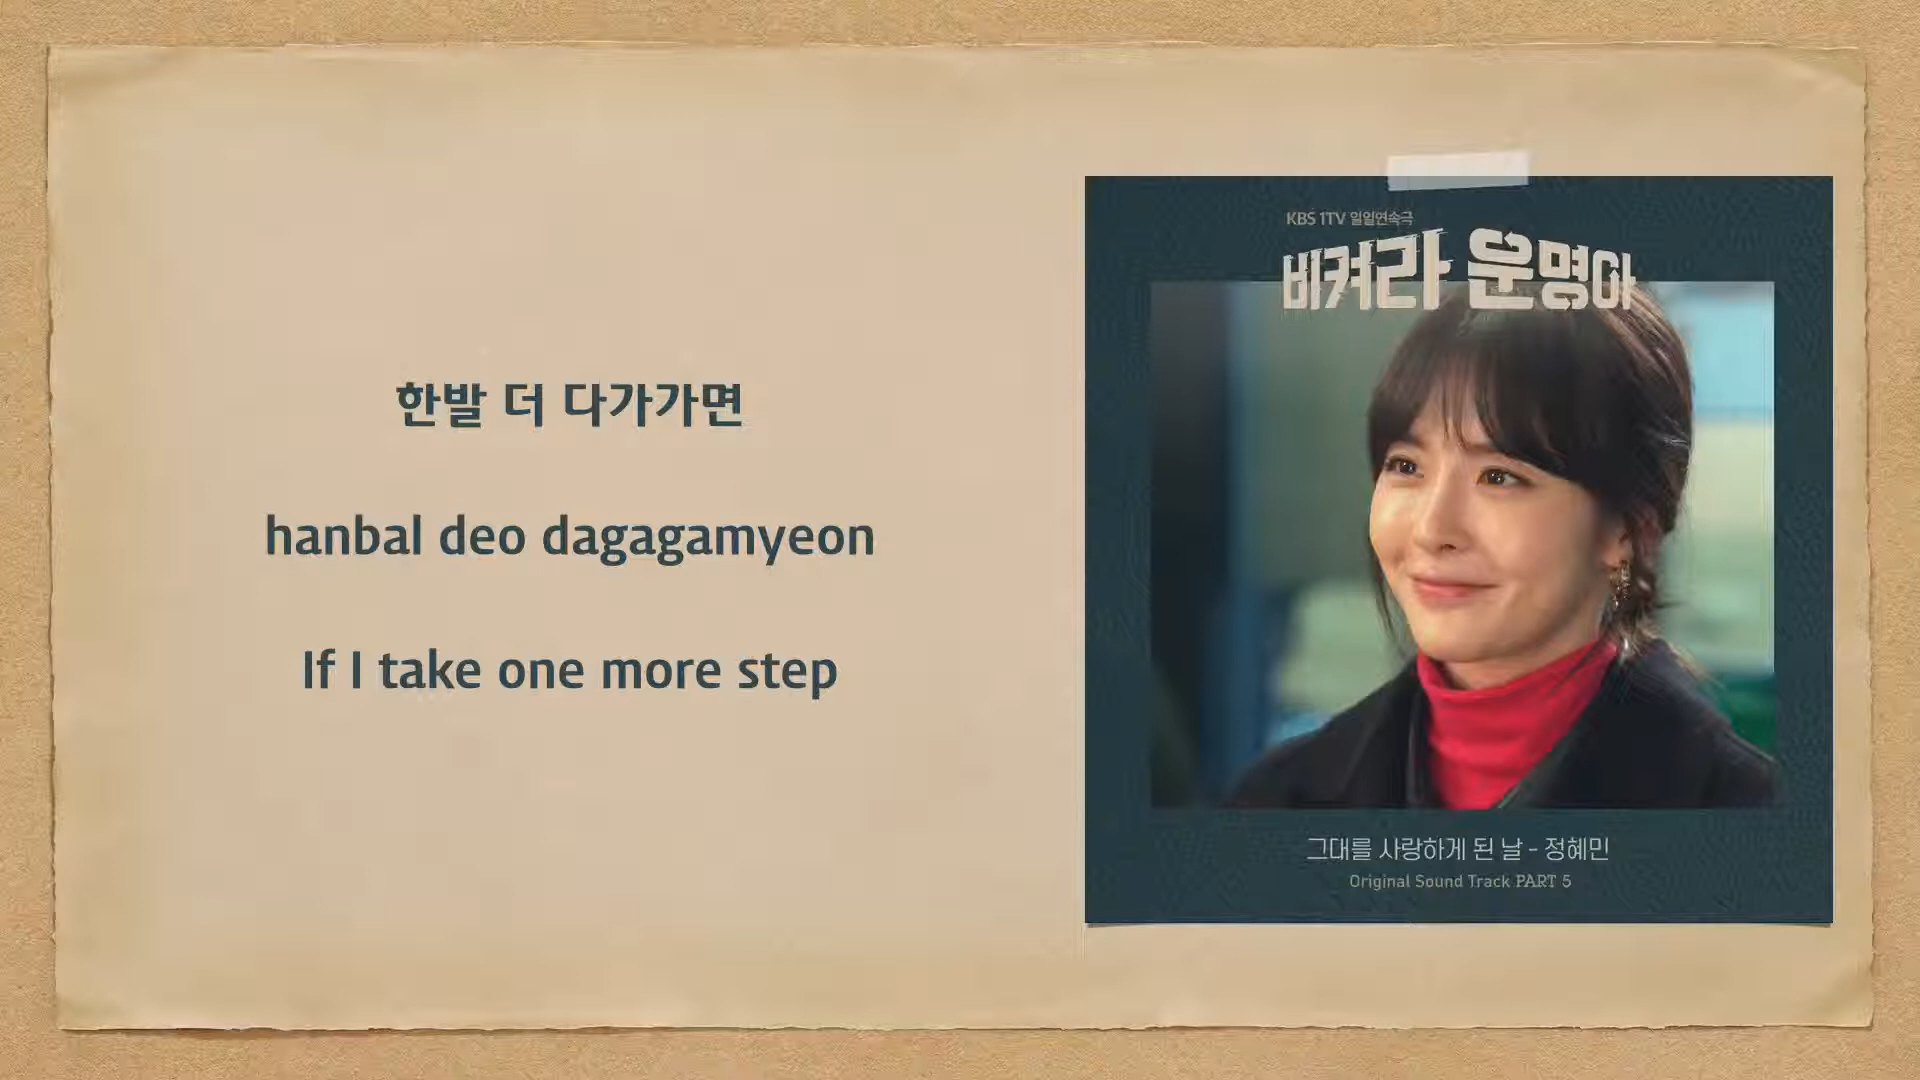 한발 더 다가가면
hanbal deo dagagamyeon
If I take one more step
KBS 1TV 일일연속극
비켜라 운명아
그대를 사랑하게 된 날 - 정혜민
Original Sound Track PART 5